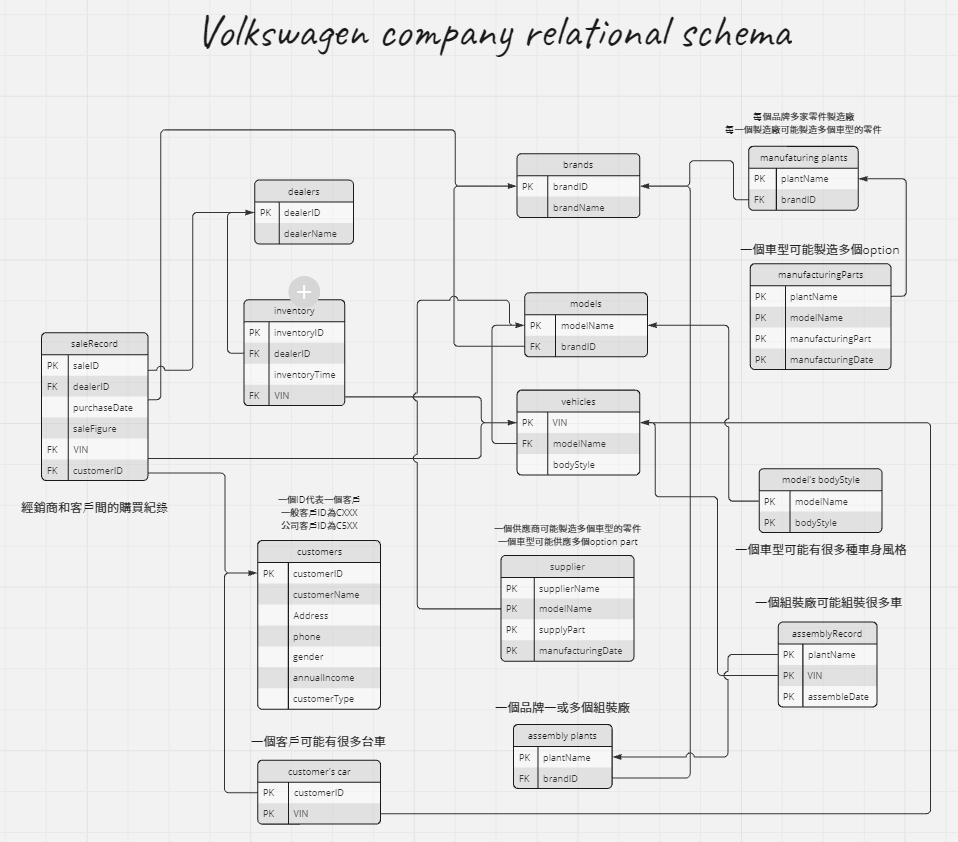 Volkswagen company relational schema
每個品牌多家零件製造廠
每一個製造廠可能製造多個車型的零件
brands
PK brandID
brandName
manufaturing plants
PK plantName
FK brandID
dealers
PK dealerID
dealerName
一個車型可能製造多個option
manufacturingParts
PK plantName
PK modelName
PK manufacturingPart
PK manufacturingDate
inventory
PK inventoryID
FK dealerID
inventoryTime
FK VIN
models
PK modelName
FK brandID
saleRecord
PK saleID
FK dealerID
purchaseDate
saleFigure
FK VIN
FK customerID
經銷商和客戶間的購買紀錄
vehicles
PK VIN
FK modelName
bodyStyle
model's bodyStyle
PK modelName
PK bodyStyle
一個車型可能有很多種車身風格
一個ID代表一個客戶
一般客戶ID為CXXX
公司客戶ID為C5XX
customers
PK customerID
customerName
Address
phone
gender
annualIncome
customerType
一個供應商可能製造多個車型的零件
一個車型可能供應多個option part
supplier
PK supplierName
PK modelName
PK supplyPart
PK manufacturingDate
一個組裝廠可能組裝很多車
assemblyRecord
PK plantName
PK VIN
PK assembleDate
一個品牌一或多個組裝廠
assembly plants
PK plantName
FK brandID
一個客戶可能有很多台車
customer's car
PK customerID
PK VIN